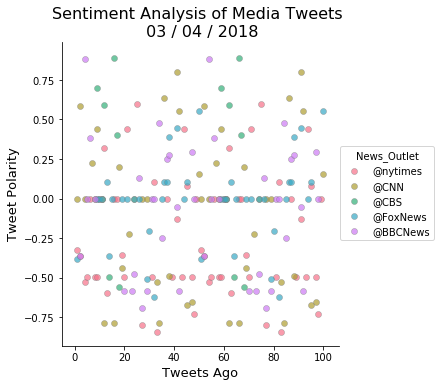 Sentiment Analysis of Media Tweets
03 / 04 / 2018
Tweet Polarity
0.75
0.50
0.25
0.00
−0.25
−0.50
−0.75
0
20
40
60
80
100
Tweets Ago
News_Outlet
@nytimes
@CNN
@CBS
@FoxNews
@BBCNews